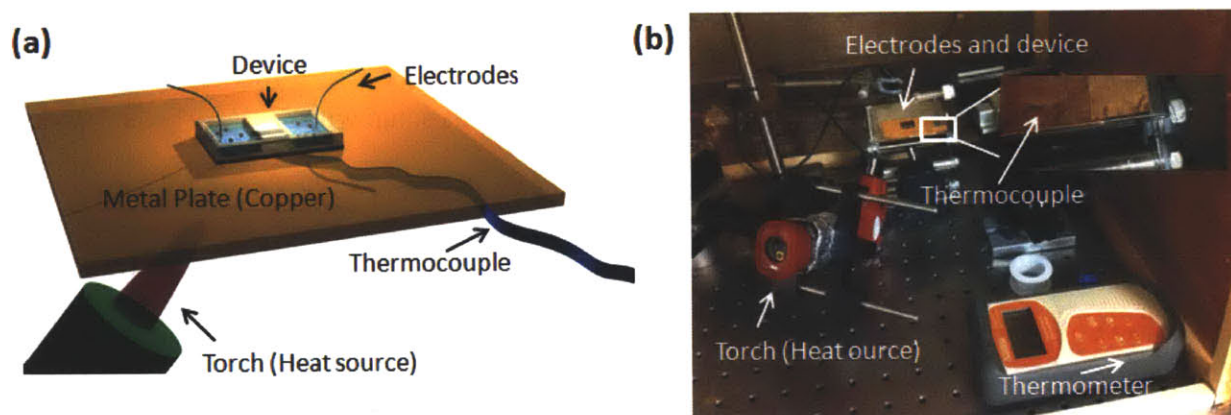 (a)
Device
Electrodes
Metal Plate (Copper)
Thermocouple
Torch (Heat source)
(b)
Electrodes and device
Thermocouple
Torch (Heat ource)
Thermometer